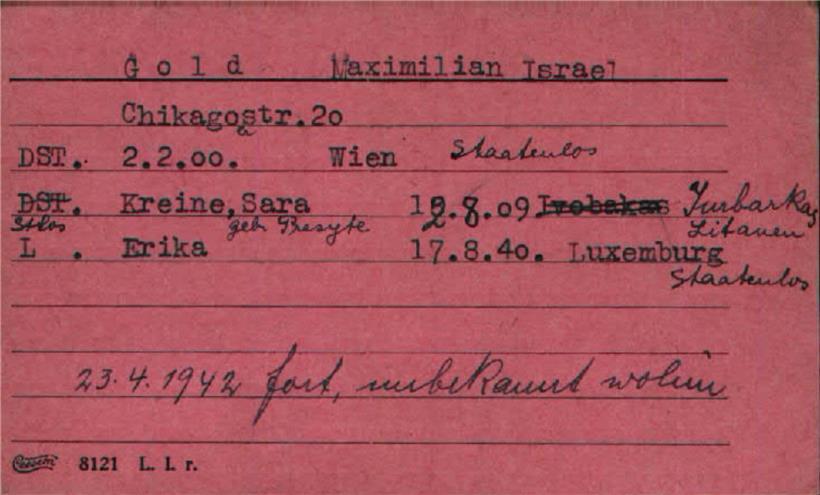 Gold Maximilian Israel
Chikagostr.20
a
DST. 2.2.00. Wien Staatenlos
DST. Kreine, Sara .8.09 Jurbarkas
Stlos geb. Presyte Litauen
L . Erika 17.8.40. Luxemburg
Staatenlos
23.4.1942 fort, unbekannt wohin
8121 L. I. r.